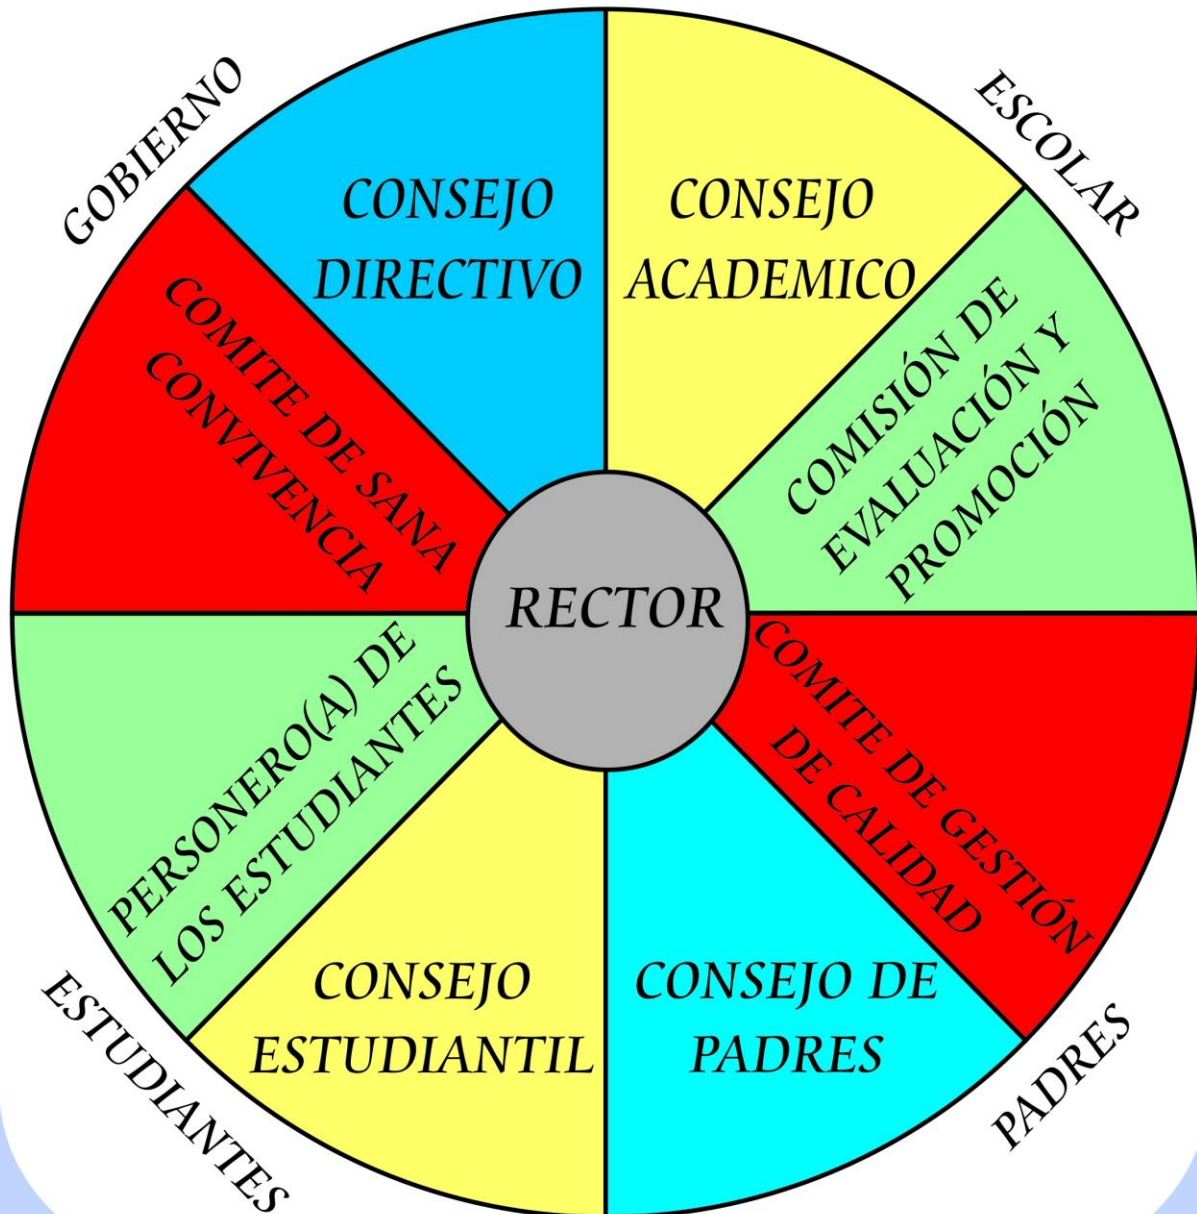 GOBIERNO
ESCOLAR
CONSEJO
DIRECTIVO
CONSEJO
ACADEMICO
COMISIÓN DE
EVALUACIÓN Y
PROMOCIÓN
COMITE DE GESTIÓN
DE CALIDAD
CONSEJO DE
PADRES
CONSEJO
ESTUDIANTIL
PERSONERO(A) DE
LOS ESTUDIANTES
COMITE DE SANA
CONVIVENCIA
RECTOR
ESTUDIANTES
PADRES